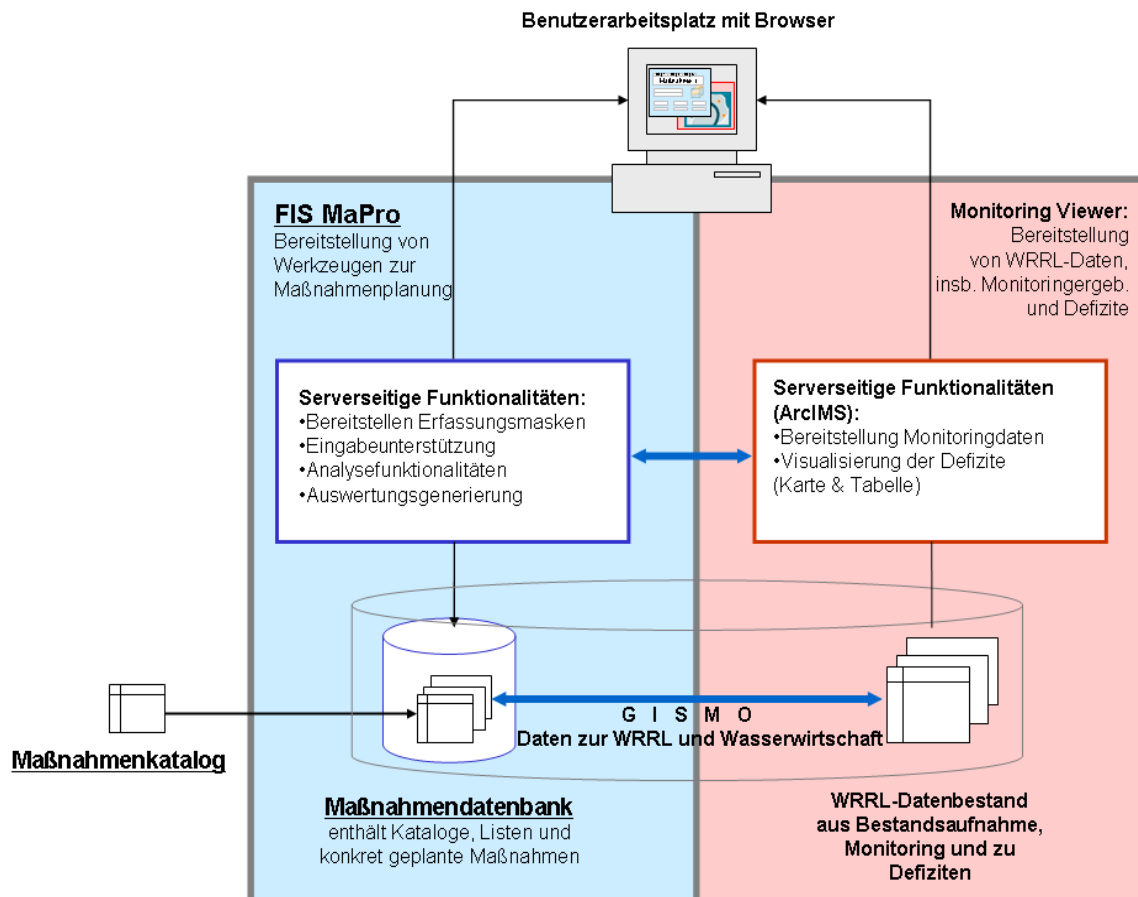 Benutzerarbeitsplatz mit Browser
FIS MaPro
Bereitstellung von
Werkzeugen zur
Maßnahmenplanung
Monitoring Viewer:
Bereitstellung
von WRRL-Daten,
insb. Monitoringergeb.
und Defizite
Serverseitige Funktionalitäten:
•Bereitstellen Erfassungsmasken
•Eingabeunterstützung
•Analysefunktionalitäten
•Auswertungsgenerierung
Serverseitige Funktionalitäten
(ArcIMS):
•Bereitstellung Monitoringdaten
•Visualisierung der Defizite
(Karte & Tabelle)
G I S M O
Daten zur WRRL und Wasserwirtschaft
Maßnahmenkatalog
Maßnahmendatenbank
enthält Kataloge, Listen und
konkret geplante Maßnahmen
WRRL-Datenbestand
aus Bestandsaufnahme,
Monitoring und zu
Defiziten